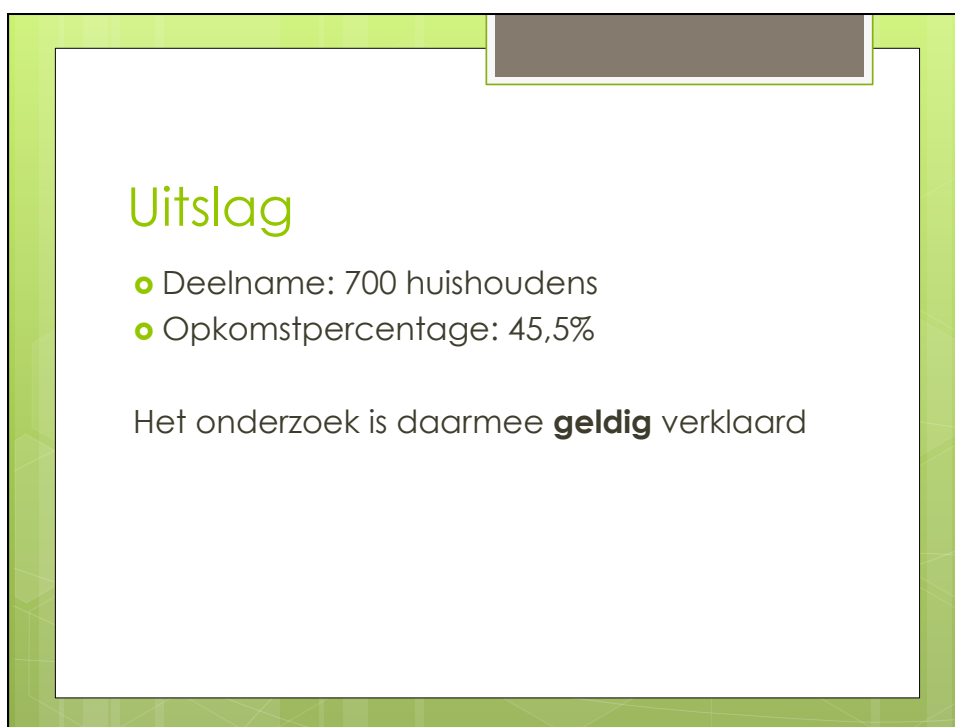 Uitslag
Deelname: 700 huishoudens
Opkomstpercentage: 45,5%
Het onderzoek is daarmee geldig verklaard